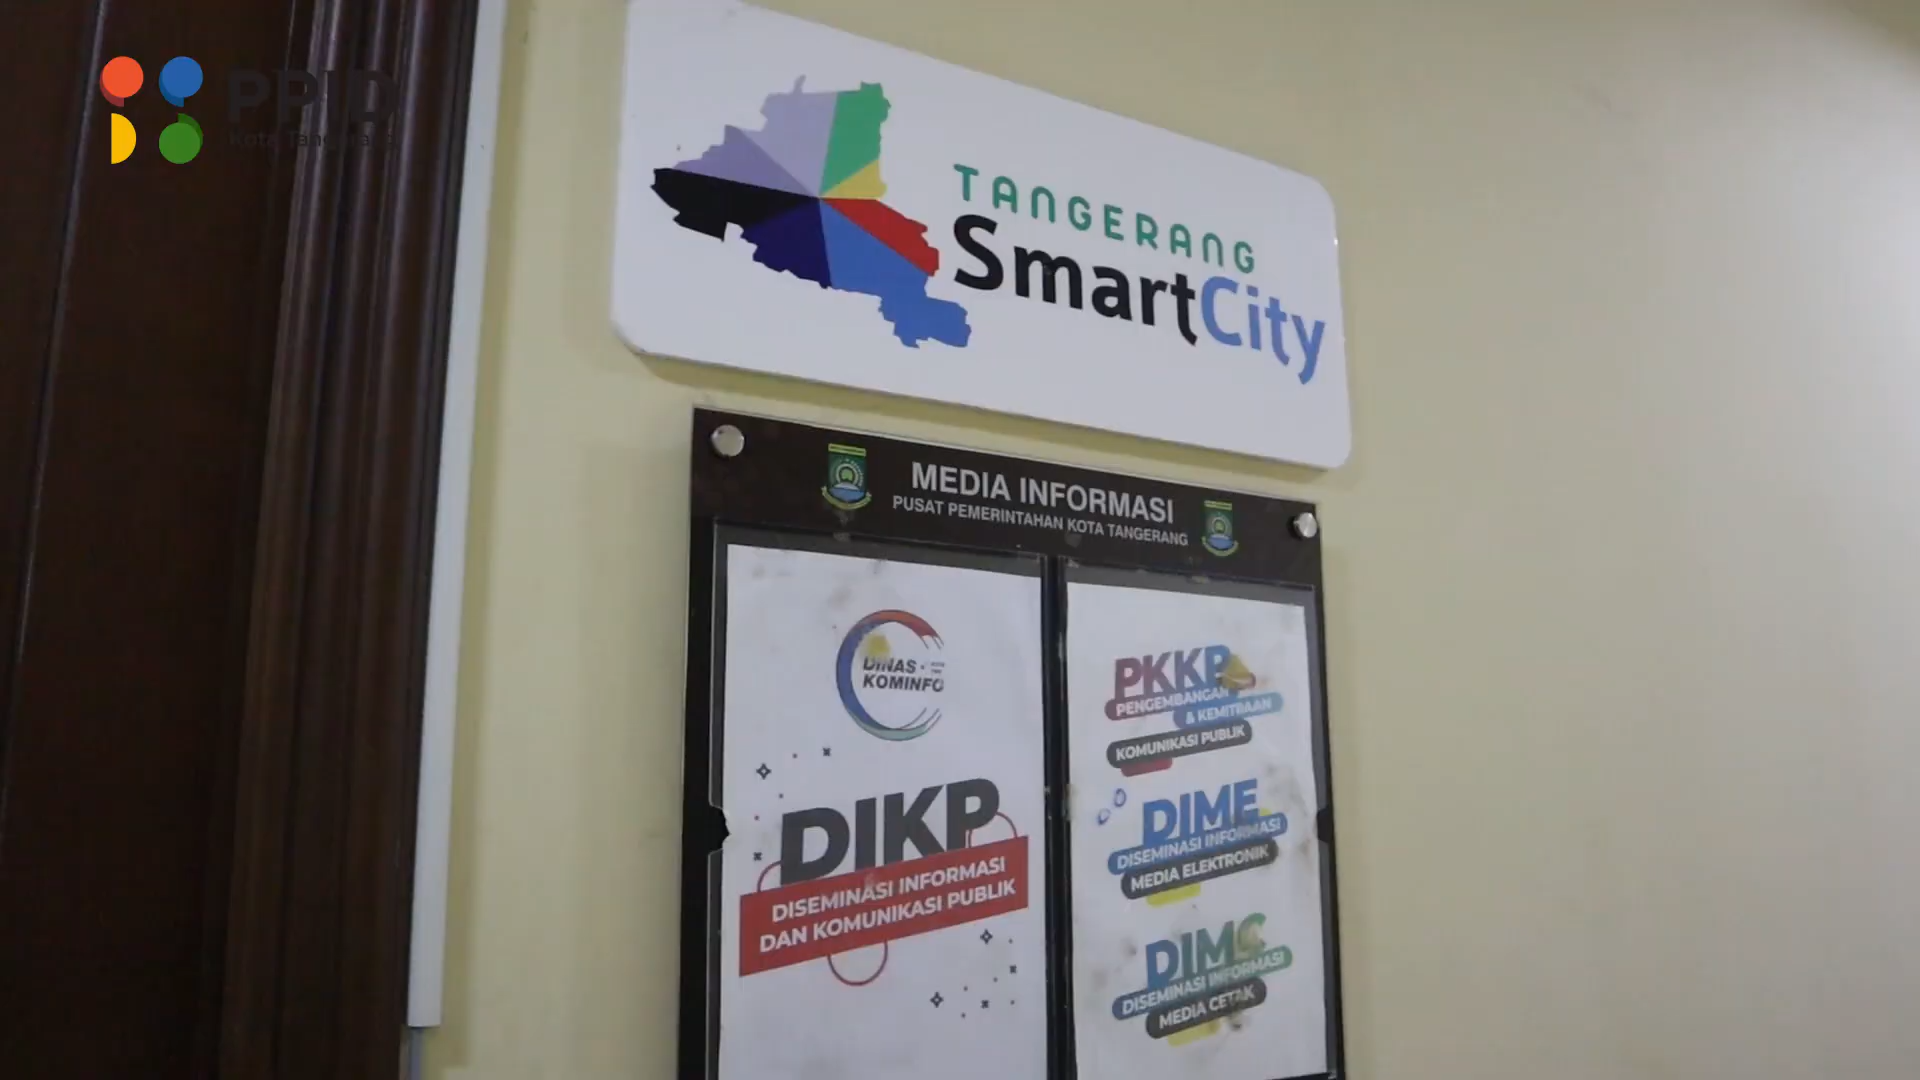 PPID
Kota Tangerang
TANGERANG
SmartCity
MEDIA INFORMASI
PUSAT PEMERINTAHAN KOTA TANGERANG
DINAS
KOMINFO
DIKP
DISEMINASI INFORMASI
DAN KOMUNIKASI PUBLIK
PKKP
PENGEMBANGAN
& KEMITRAAN
KOMUNIKASI PUBLIK
DIME
DISEMINASI INFORMASI
MEDIA ELEKTRONIK
DIMC
DISEMINASI INFORMASI
MEDIA CETAK